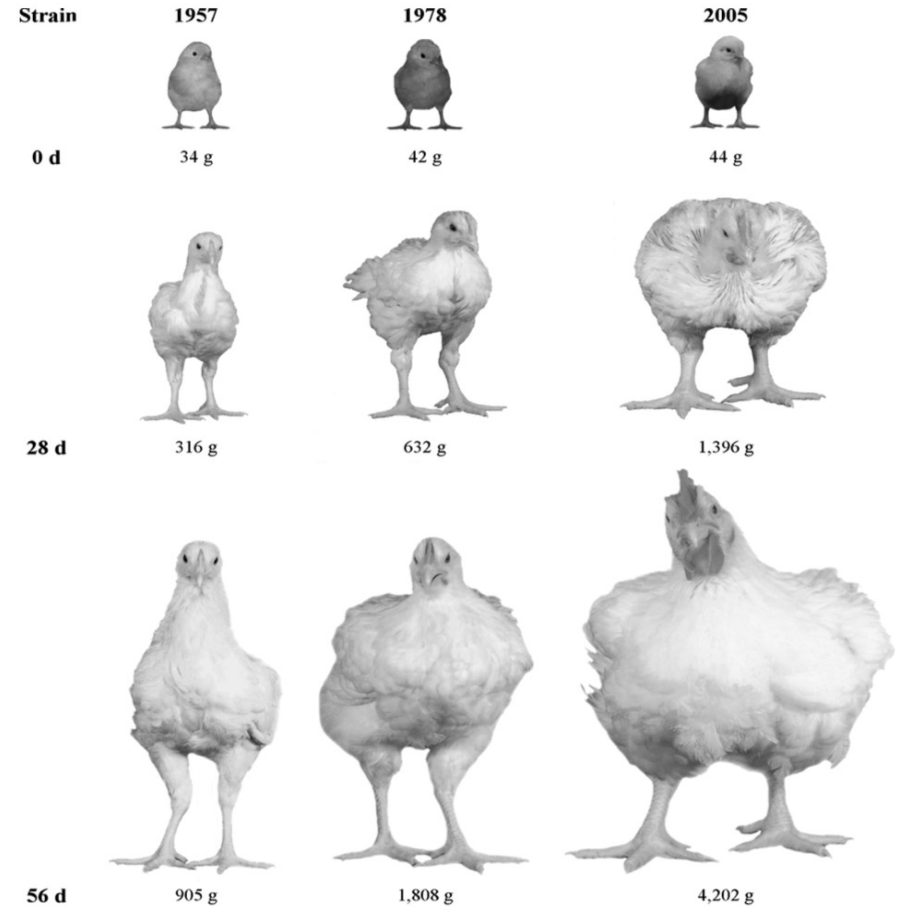 Strain 1957 1978 2005
0 d 34 g 42 g 44 g
28 d 316 g 632 g 1,396 g
56 d 905 g 1,808 g 4,202 g